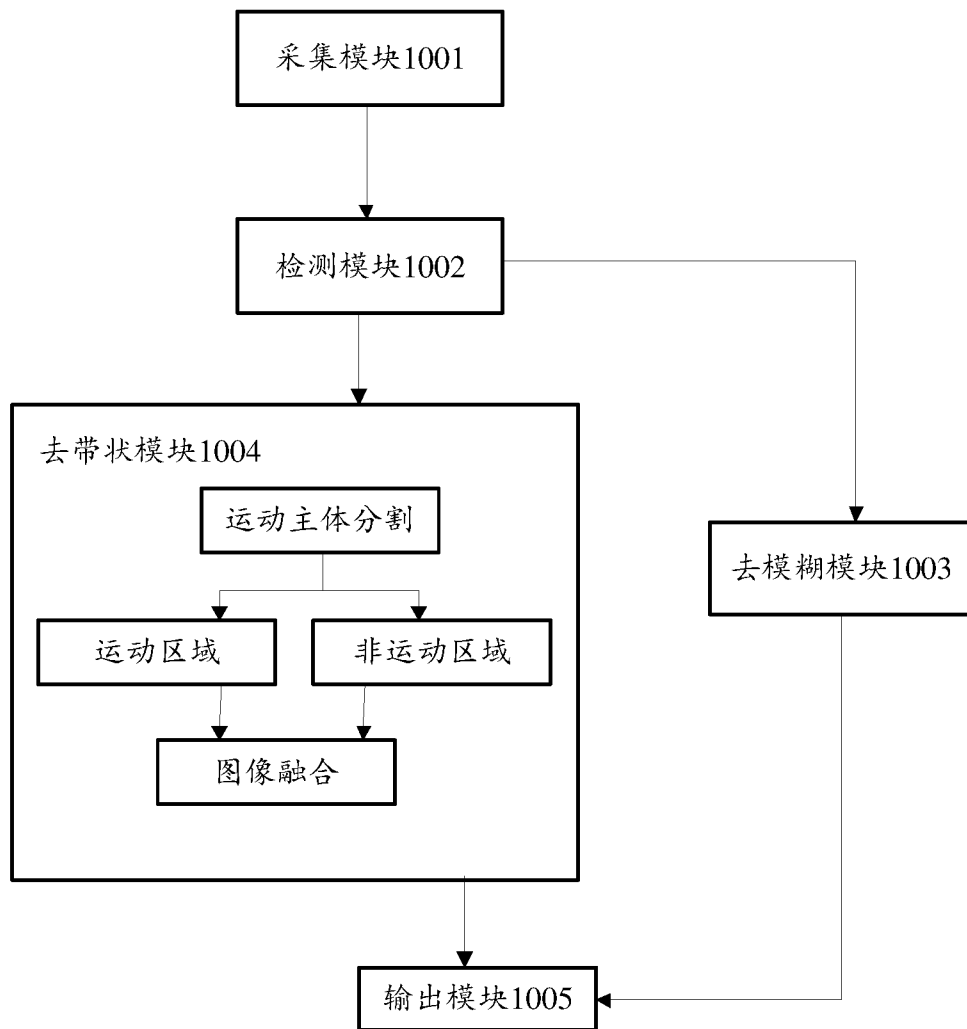 采集模块1001
检测模块1002
去带状模块1004
运动主体分割
去模糊模块1003
运动区域
非运动区域
图像融合
输出模块1005